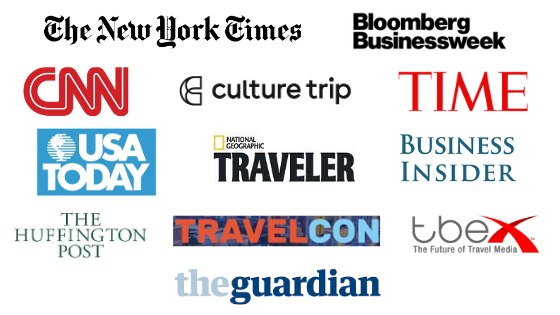 The New York Times
Bloomberg
Businessweek
CNN
culture trip
TIME
USA
TODAY
NATIONAL
GEOGRAPHIC
TRAVELER
BUSINESS
INSIDER
THE
HUFFINGTON
POST
TRAVELCON
tbex™
The Future of Travel Media
theguardian